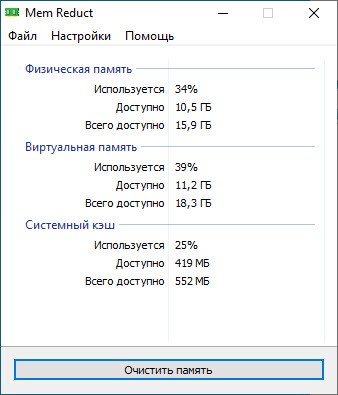 Mem Reduct
Файл Настройки Помощь
Физическая память
Используется 34%
Доступно 10,5 ГБ
Всего доступно 15,9 ГБ
Виртуальная память
Используется 39%
Доступно 11,2 ГБ
Всего доступно 18,3 ГБ
Системный кэш
Используется 25%
Доступно 419 МБ
Всего доступно 552 МБ
Очистить память